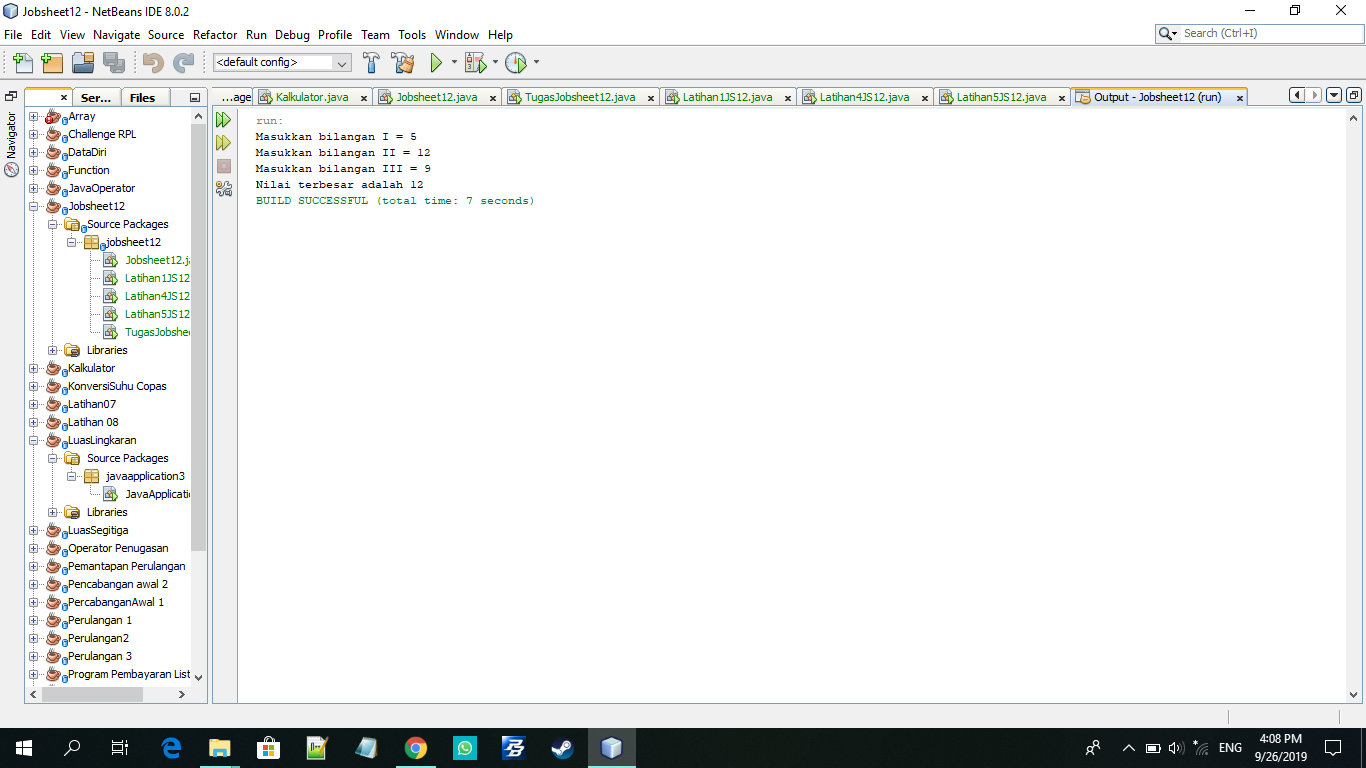 Jobsheet12 - NetBeans IDE 8.0.2
File Edit View Navigate Source Refactor Run Debug Profile Team Tools Window Help
Search (Ctrl+I)
<default config>
Ser... Files
...age Kalkulator.java Jobsheet12.java TugasJobsheet12.java Latihan1JS12.java Latihan4JS12.java Latihan5JS12.java Output - Jobsheet12 (run)
Navigator
Array
Challenge RPL
DataDiri
Function
JavaOperator
Jobsheet12
Source Packages
jobsheet12
Jobsheet12.ja
Latihan1JS12
Latihan4JS12
Latihan5JS12
TugasJobshee
Libraries
Kalkulator
KonversiSuhu Copas
Latihan07
Latihan 08
LuasLingkaran
Source Packages
javaapplication3
JavaApplicati
Libraries
LuasSegitiga
Operator Penugasan
Pemantapan Perulangan
Pencabangan awal 2
PercabanganAwal 1
Perulangan 1
Perulangan2
Perulangan 3
Program Pembayaran List
run:
Masukkan bilangan I = 5
Masukkan bilangan II = 12
Masukkan bilangan III = 9
Nilai terbesar adalah 12
BUILD SUCCESSFUL (total time: 7 seconds)
ENG
4:08 PM
9/26/2019